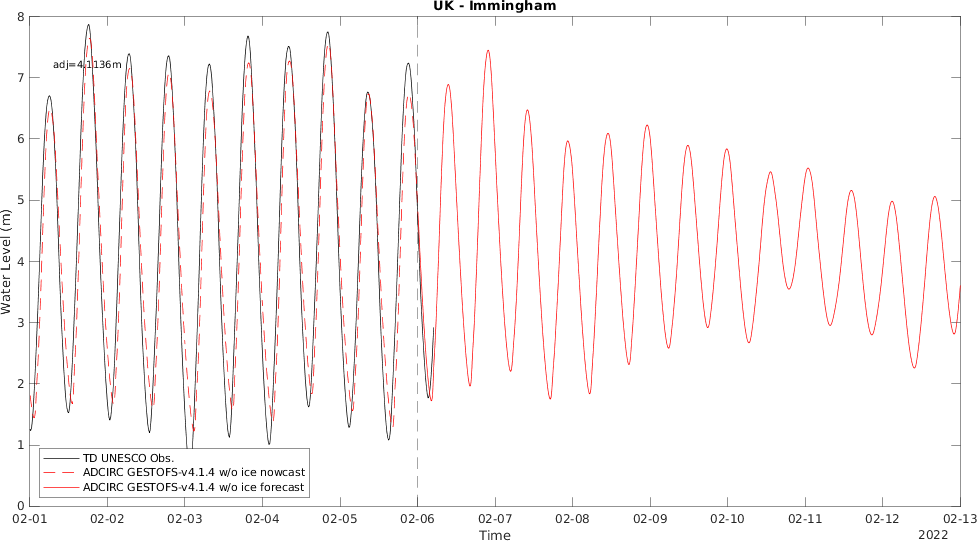 UK - Immingham
8
adj=4.1136m
7
6
5
4
3
2
1
0
Water Level (m)
TD UNESCO Obs.
ADCIRC GESTOFS-v4.1.4 w/o ice nowcast
ADCIRC GESTOFS-v4.1.4 w/o ice forecast
02-01 02-02 02-03 02-04 02-05 02-06 02-07 02-08 02-09 02-10 02-11 02-12 02-13
Time
2022